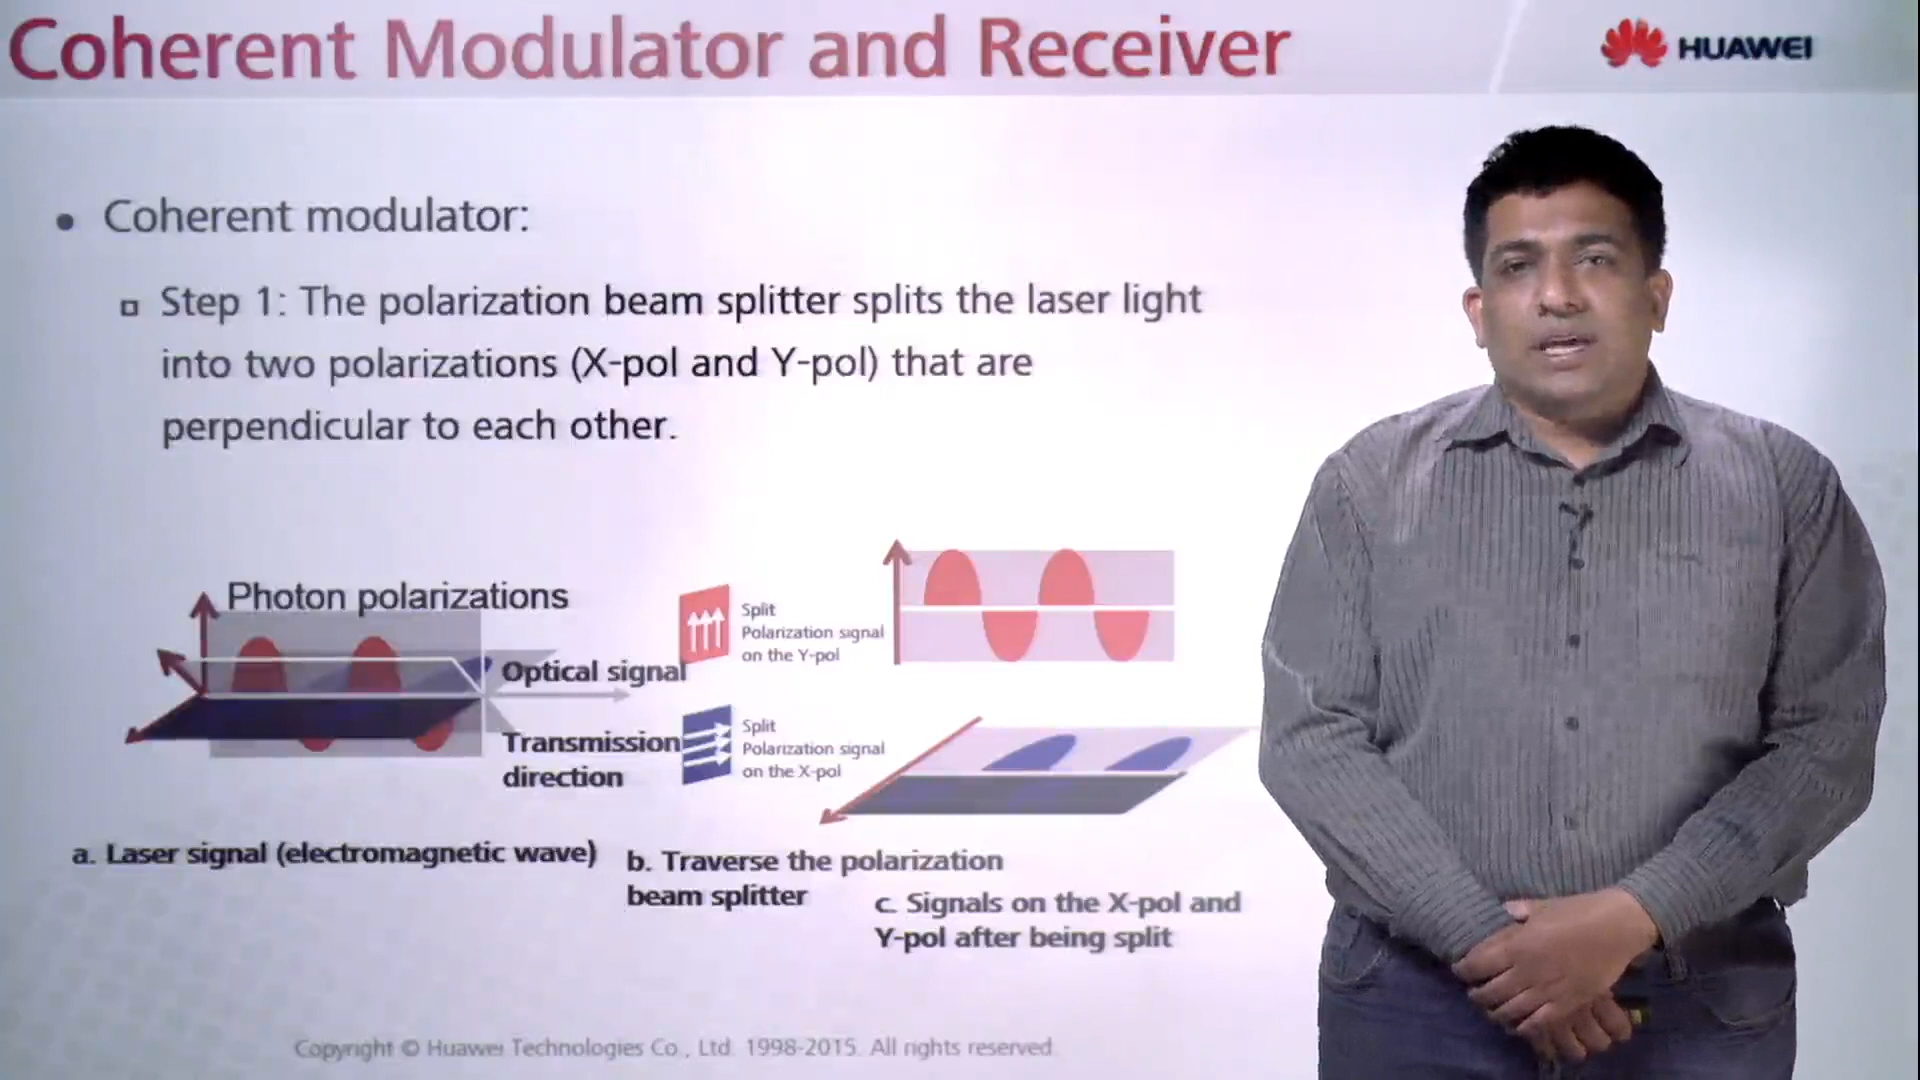 Coherent Modulator and Receiver
HUAWEI
• Coherent modulator:
Step 1: The polarization beam splitter splits the laser light
into two polarizations (X-pol and Y-pol) that are
perpendicular to each other.
Photon polarizations
Optical signal
Transmission
direction
Split
Polarization signal
on the Y-pol
Split
Polarization signal
on the X-pol
a. Laser signal (electromagnetic wave)
b. Traverse the polarization
beam splitter
c. Signals on the X-pol and
Y-pol after being split
Copyright © Huawei Technologies Co., Ltd. 1998-2015. All rights reserved.